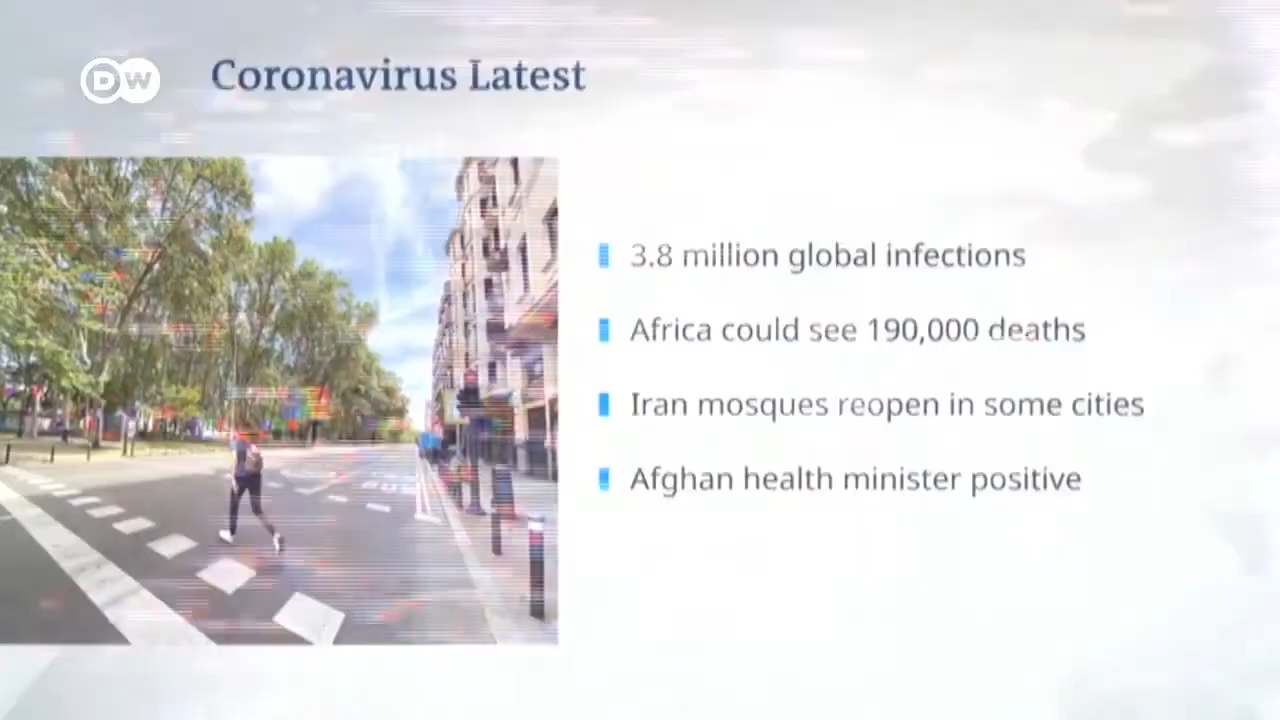 DW
Coronavirus Latest
3.8 million global infections
Africa could see 190,000 deaths
Iran mosques reopen in some cities
Afghan health minister positive
BUS